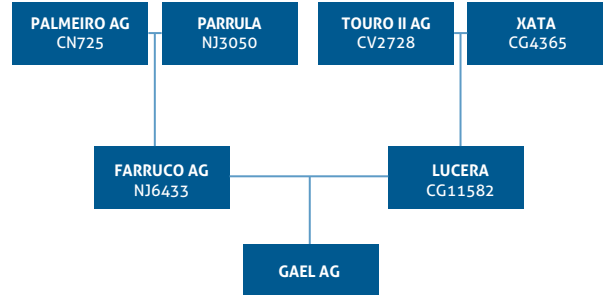 PALMEIRO AG
CN725
PARRULA
NJ3050
TOURO II AG
CV2728
XATA
CG4365
FARRUCO AG
NJ6433
LUCERA
CG11582
GAEL AG